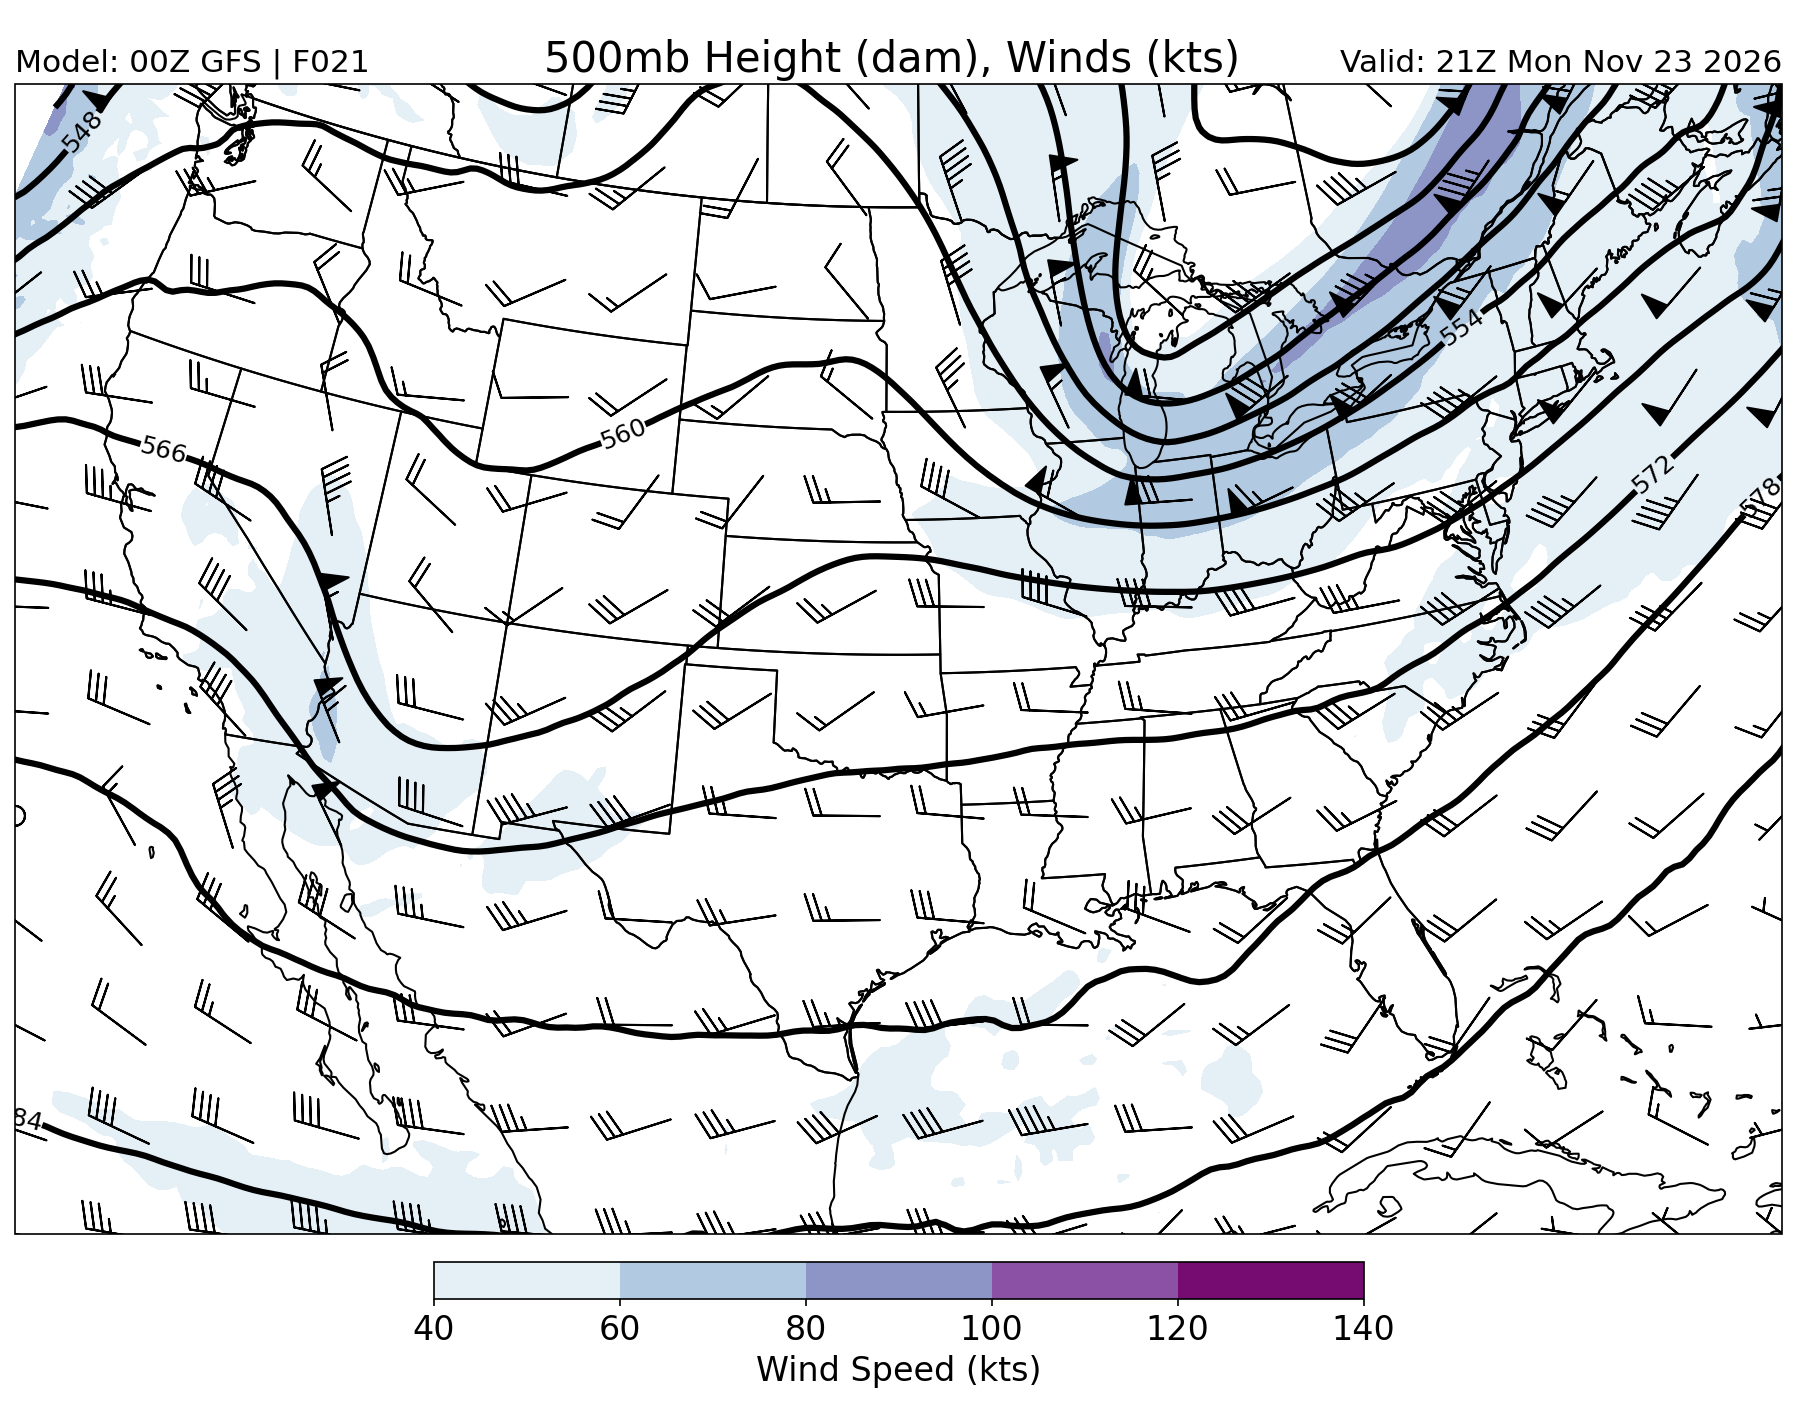 Model: 00Z GFS | F021
500mb Height (dam), Winds (kts)
Valid: 21Z Mon Nov 23 2026
548
554
566
560
572
578
84
40 60 80 100 120 140
Wind Speed (kts)